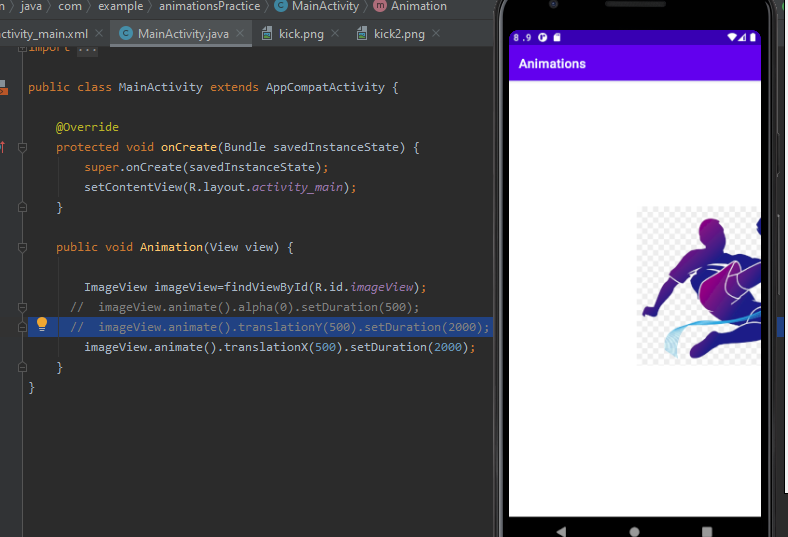 java com example animationsPractice MainActivity m Animation
activity_main.xml MainActivity.java kick.png kick2.png
import ...
public class MainActivity extends AppCompatActivity {
@Override
protected void onCreate(Bundle savedInstanceState) {
super.onCreate(savedInstanceState);
setContentView(R.layout.activity_main);
}
public void Animation(View view) {
ImageView imageView=findViewById(R.id.imageView);
// imageView.animate().alpha(0).setDuration(500);
// imageView.animate().translationY(500).setDuration(2000);
imageView.animate().translationX(500).setDuration(2000);
}
}
8.9
Animations